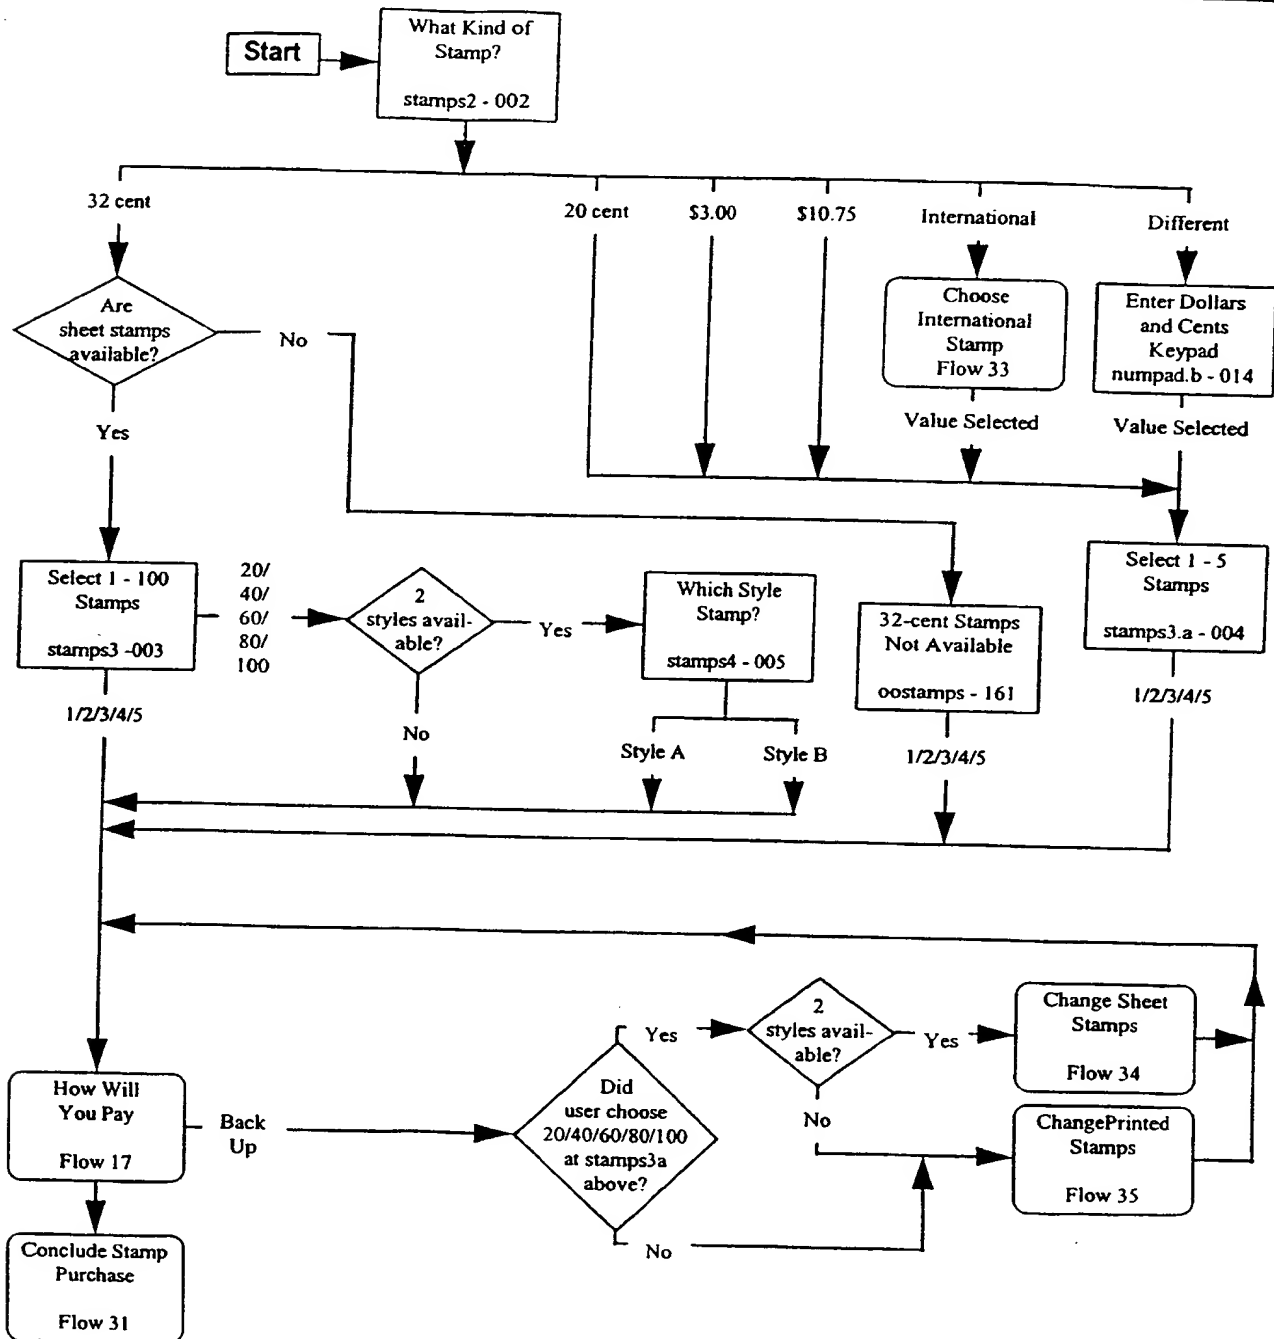 Start
What Kind of
Stamp?
stamps2 - 002
32 cent
20 cent
$3.00
$10.75
International
Different
Are
sheet stamps
available?
No
Yes
Choose
International
Stamp
Flow 33
Value Selected
Enter Dollars
and Cents
Keypad
numpad.b - 014
Value Selected
Select 1 - 100
Stamps
stamps3 -003
20/
40/
60/
80/
100
2
styles avail-
able?
Yes
Which Style
Stamp?
stamps4 - 005
32-cent Stamps
Not Available
oostamps - 161
Select 1 - 5
Stamps
stamps3.a - 004
1/2/3/4/5
No
Style A
Style B
1/2/3/4/5
1/2/3/4/5
How Will
You Pay
Flow 17
Back
Up
Did
user choose
20/40/60/80/100
at stamps3a
above?
Yes
2
styles avail-
able?
Yes
Change Sheet
Stamps
Flow 34
No
ChangePrinted
Stamps
Flow 35
No
Conclude Stamp
Purchase
Flow 31